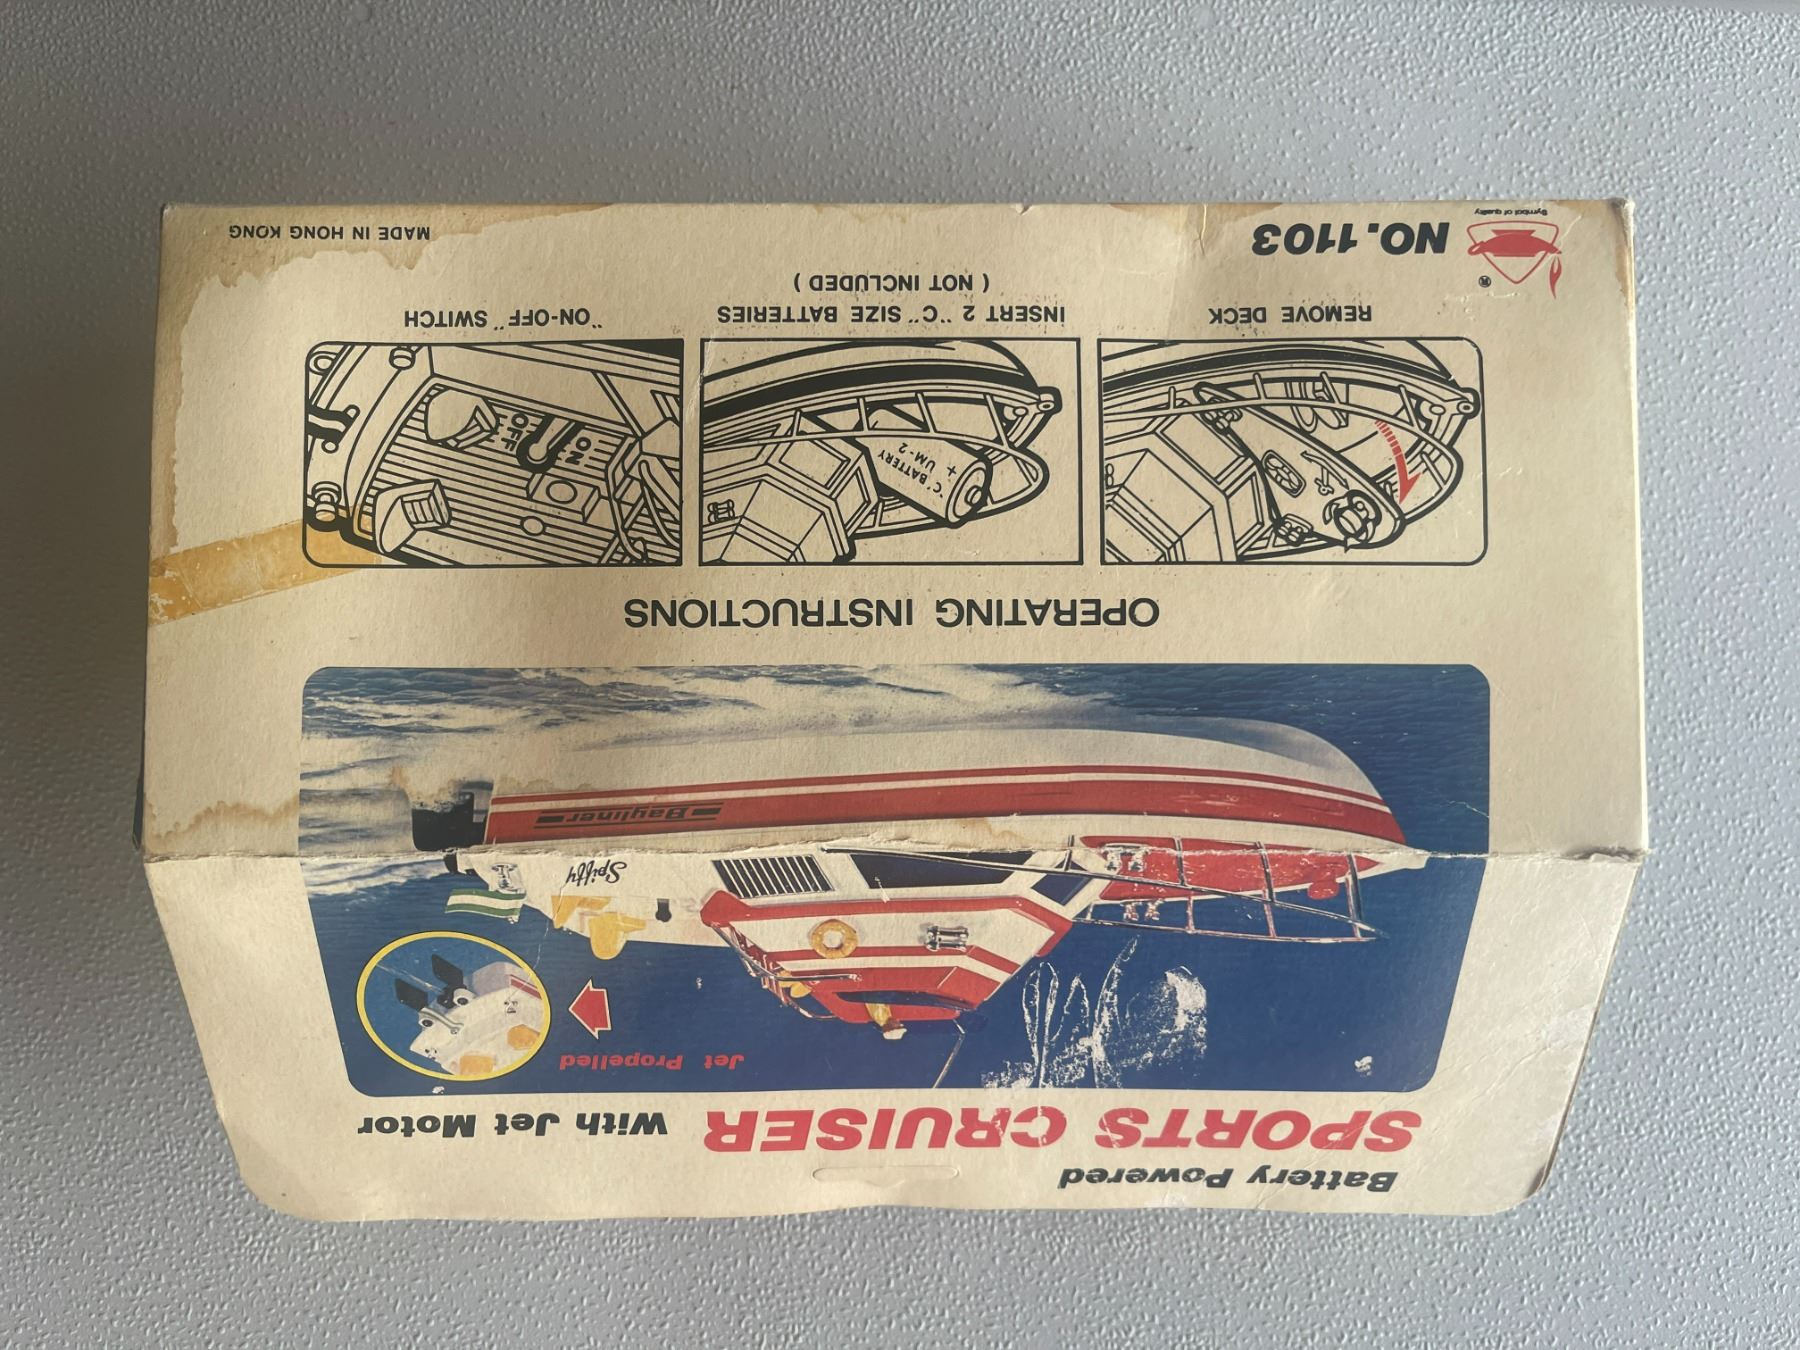 Battery Powered
SPORTS CRUISER With Jet Motor
Jet Propelled
Spiffy
Bayliner
OPERATING INSTRUCTIONS
"C" BATTERY
+ UM-2
ON
OFF
REMOVE DECK
INSERT 2 "C" SIZE BATTERIES
( NOT INCLUDED )
"ON-OFF" SWITCH
®
Symbol of quality
NO.1103
MADE IN HONG KONG